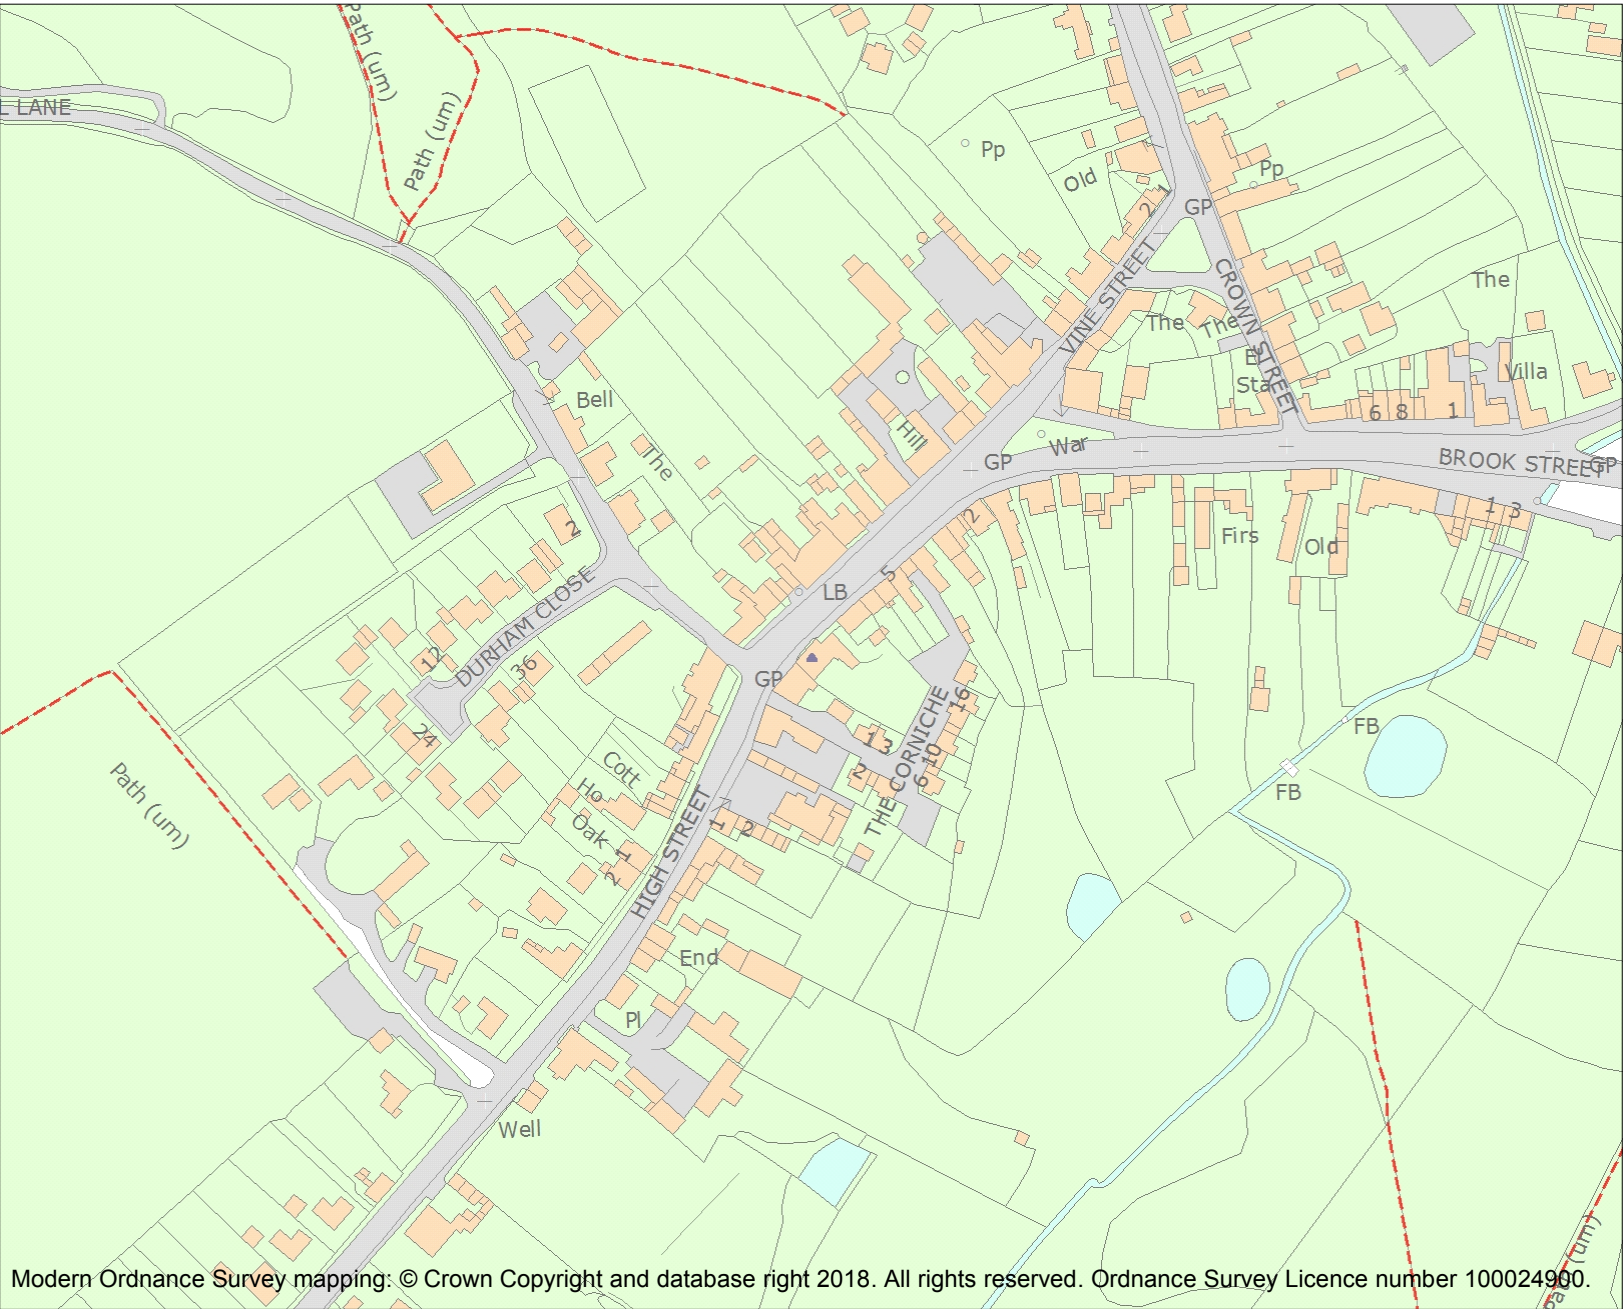 Path (um)
Path (um)
L LANE
Pp
Old
Pp
1
2
GP
VINE STREET
CROWN STREET
The
The
The
El
Sta
Villa
6 8 1
Bell
Hill
War
GP
BROOK STREET
GP
The
2
2
1 3
Firs
Old
5
LB
DURHAM CLOSE
12
36
24
GP
THE CORNICHE
16
13
2
6 10
FB
FB
Path (um)
Cott
Ho
Oak
1
2
1 2
HIGH STREET
End
Pl
Well
Path (um)
Modern Ordnance Survey mapping: © Crown Copyright and database right 2018. All rights reserved. Ordnance Survey Licence number 100024900.